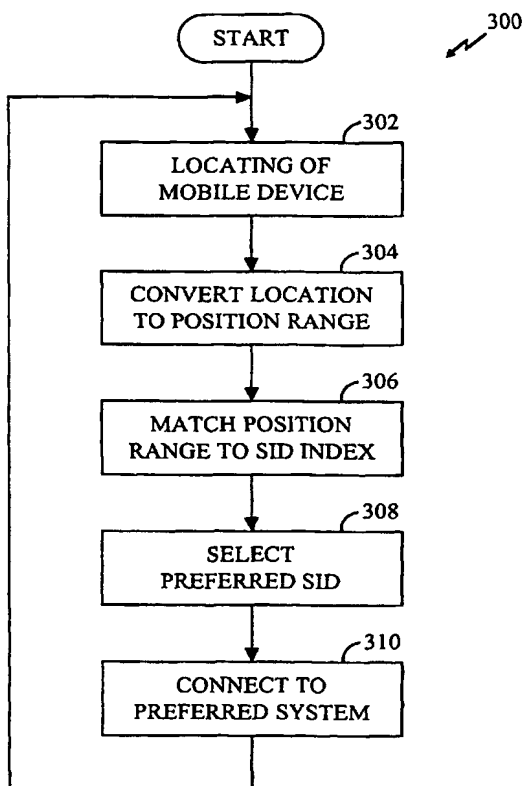 START
300
302
LOCATING OF
MOBILE DEVICE
304
CONVERT LOCATION
TO POSITION RANGE
306
MATCH POSITION
RANGE TO SID INDEX
308
SELECT
PREFERRED SID
310
CONNECT TO
PREFERRED SYSTEM